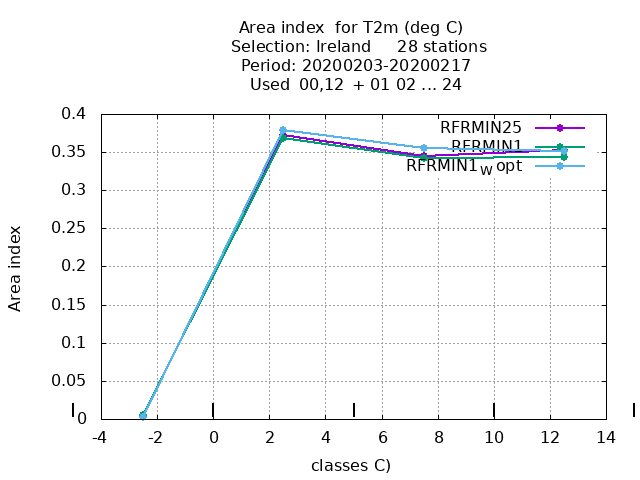 Area index  for T2m (deg C)
Selection: Ireland     28 stations
Period: 20200203-20200217
Used  00,12  + 01 02 ... 24
0.4
0.35
0.3
0.25
0.2
0.15
0.1
0.05
0
Area index
RFRMIN25
RFRMIN1
RFRMIN1wopt
-4 -2 0 2 4 6 8 10 12 14
classes C)